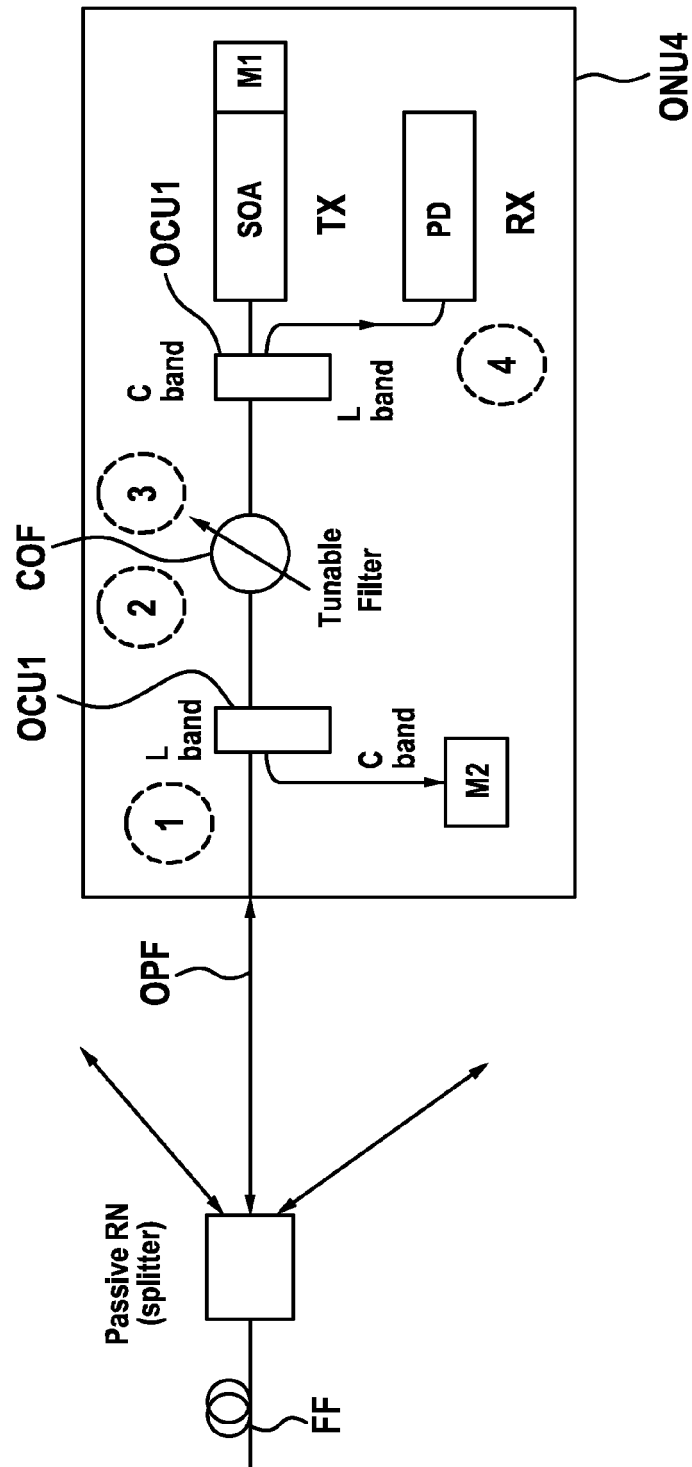 FF
Passive RN
(splitter)
OPF
1
OCU1
L
band
C
band
M2
2
COF
3
Tunable
Filter
OCU1
C
band
L
band
4
SOA
M1
TX
PD
RX
ONU4